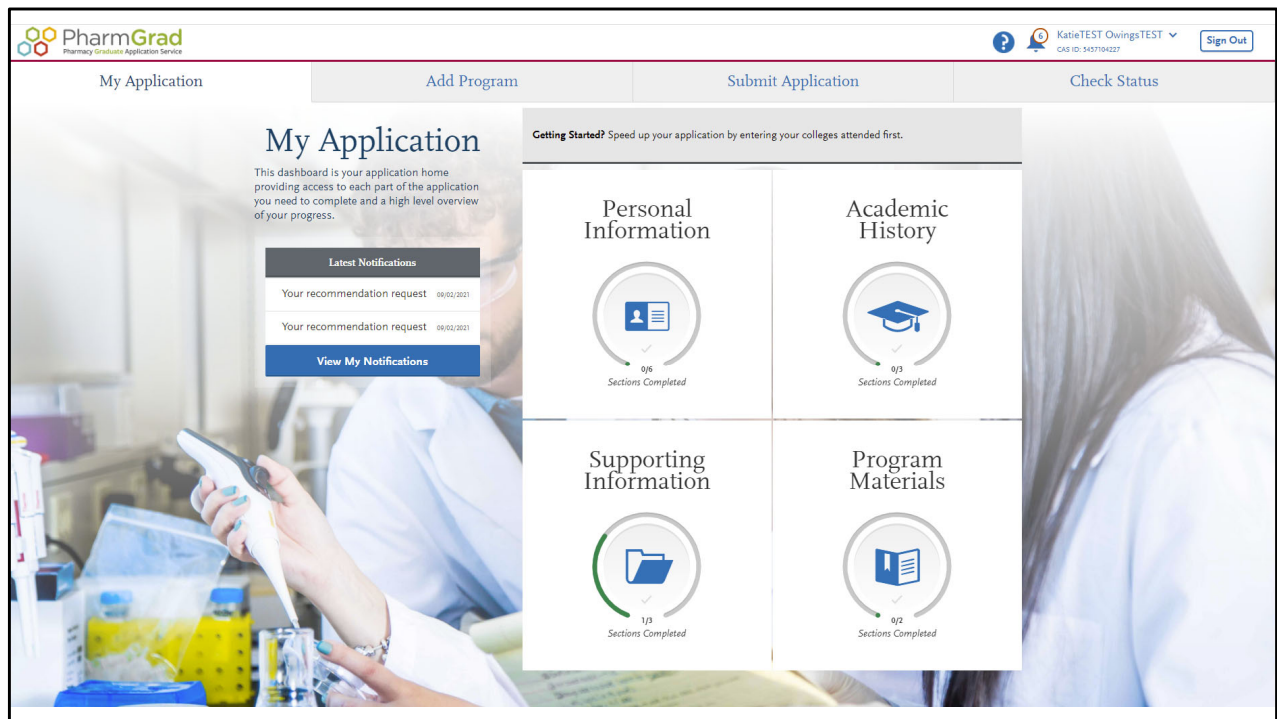 PharmGrad
Pharmacy Graduate Application Service
6
KatieTEST OwingsTEST
CAS ID: 5457104227
Sign Out
My Application
Add Program
Submit Application
Check Status
My Application
This dashboard is your application home
providing access to each part of the application
you need to complete and a high level overview
of your progress.
Latest Notifications
Your recommendation request 09/02/2021
Your recommendation request 09/02/2021
View My Notifications
Getting Started? Speed up your application by entering your colleges attended first.
Personal
Information
0/6
Sections Completed
Academic
History
0/3
Sections Completed
Supporting
Information
1/3
Sections Completed
Program
Materials
0/2
Sections Completed